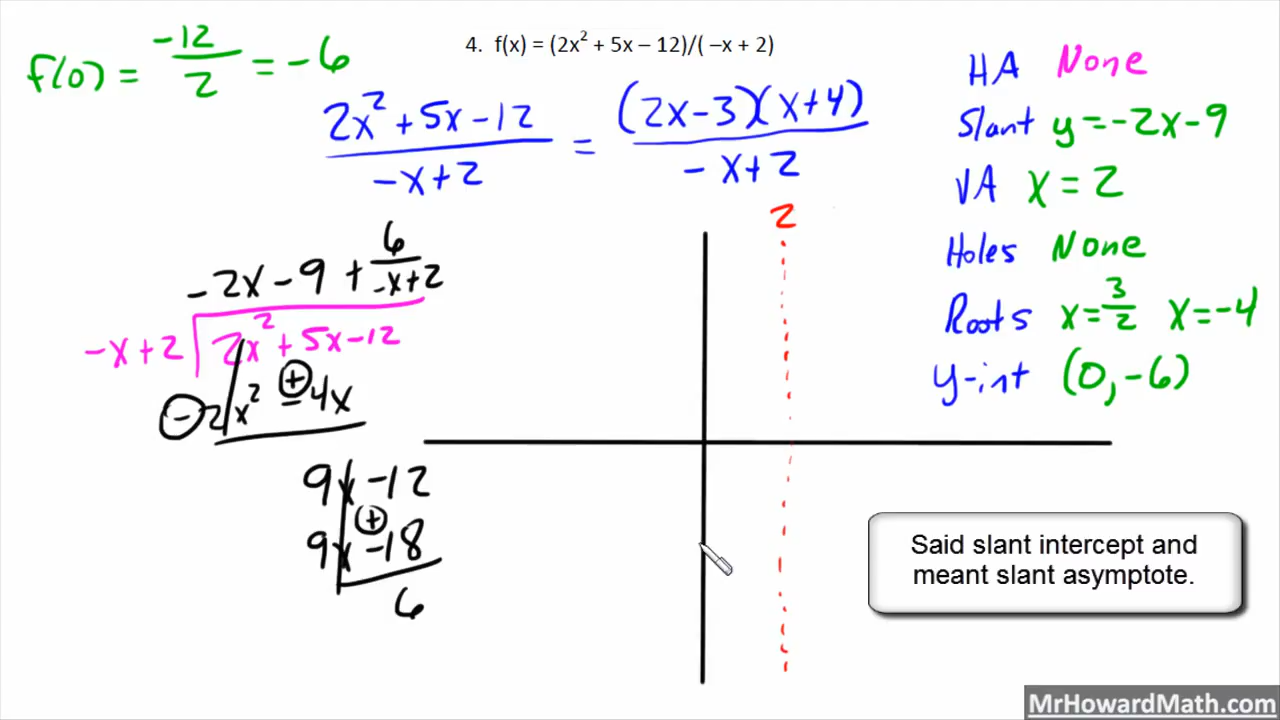 4. f(x) = (2x² + 5x – 12)/( –x + 2)
f(0) = -12/2 = -6
2x² + 5x - 12 / -x + 2 = (2x - 3)(x + 4) / -x + 2
HA None
Slant y = -2x - 9
VA x = 2
Holes None
Roots x = 3/2 x = -4
y-int (0, -6)
2
-2x - 9 + 6/-x+2
-x + 2 2x² + 5x - 12
- 2x² + - 4x
9x - 12
9x + - 18
6
Said slant intercept and
meant slant asymptote.
MrHowardMath.com